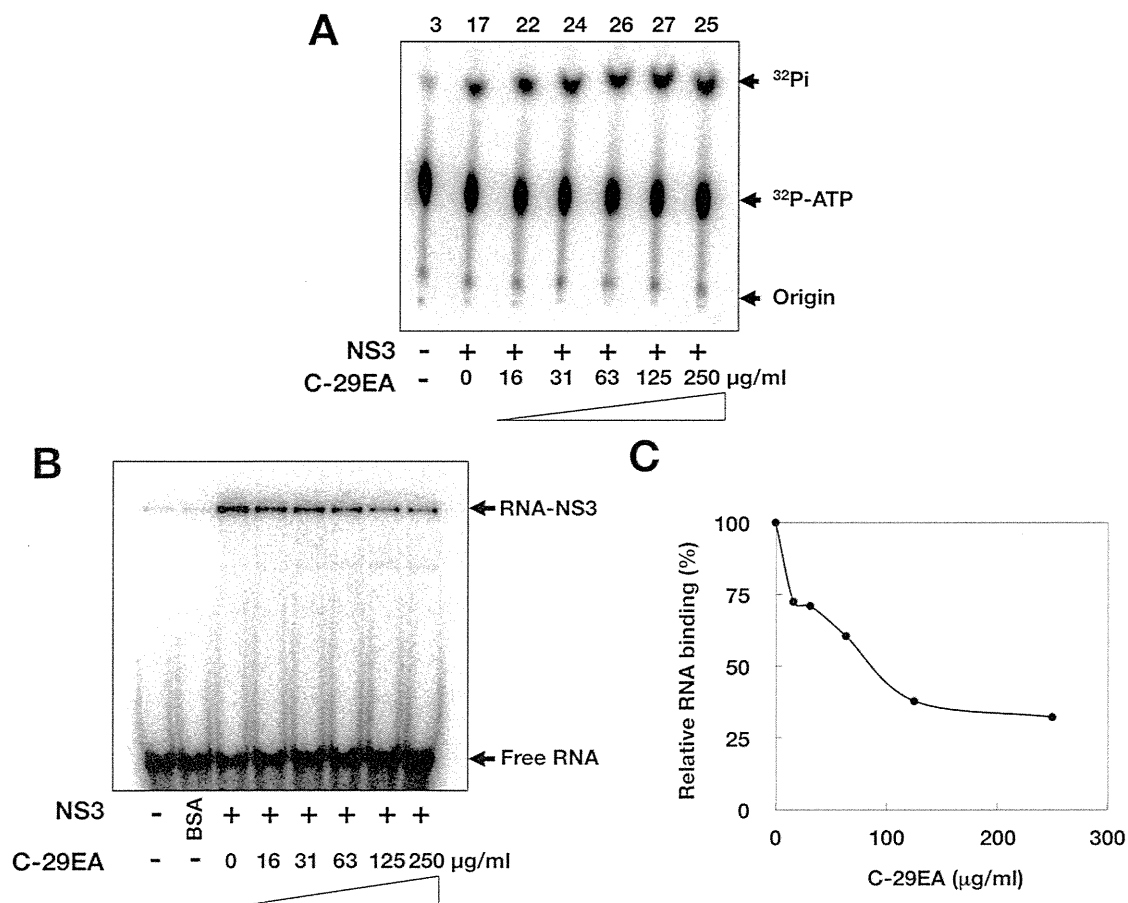 A
3 17 22 24 26 27 25
32Pi
32P-ATP
Origin
NS3 - + + + + + +
C-29EA - 0 16 31 63 125 250 µg/ml
B
RNA-NS3
Free RNA
NS3 - BSA + + + + + +
C-29EA - - 0 16 31 63 125 250 µg/ml
C
Relative RNA binding (%)
100
75
50
25
0
0 100 200 300
C-29EA (µg/ml)